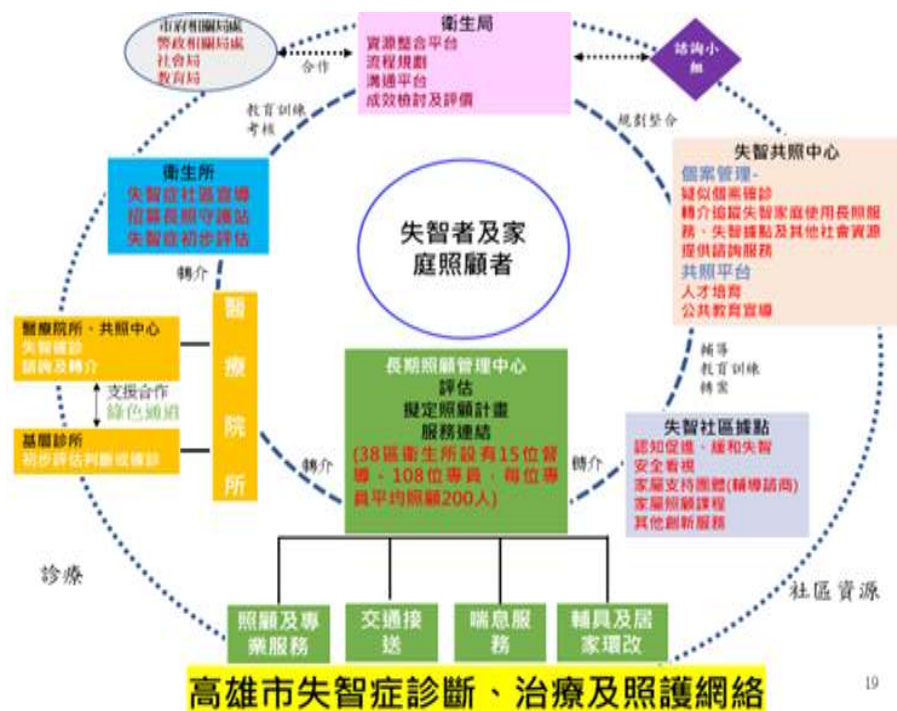 市府相關局處
警政相關局處
社會局
教育局
合作
衛生局
資源整合平台
流程規劃
溝通平台
成效檢討及評價
諮詢小
組
教育訓練
考核
規劃整合
衛生所
失智症社區宣導
招募長照守護站
失智症初步評估
轉介
失智者及家
庭照顧者
失智共照中心
個案管理-
疑似個案確診
轉介追蹤失智家庭使用長照服
務、失智據點及其他社會資源
提供諮詢服務
共照平台
人才培育
公共教育宣導
醫療院所、共照中心
失智確診
諮詢及轉介
支援合作
綠色通道
基層診所
初步評估判斷或確診
醫
療
院
所
轉介
長期照顧管理中心
評估
擬定照顧計畫
服務連結
(38區衛生所設有15位督
導、108位專員，每位專
員平均照顧200人)
轉介
輔導
教育訓練
轉案
失智社區據點
認知促進、緩和失智
安全看視
家屬支持團體(輔導諮商)
家屬照顧課程
其他創新服務
診療
社區資源
照顧及專
業服務
交通接
送
喘息服
務
輔具及居
家環改
高雄市失智症診斷、治療及照護網絡
19